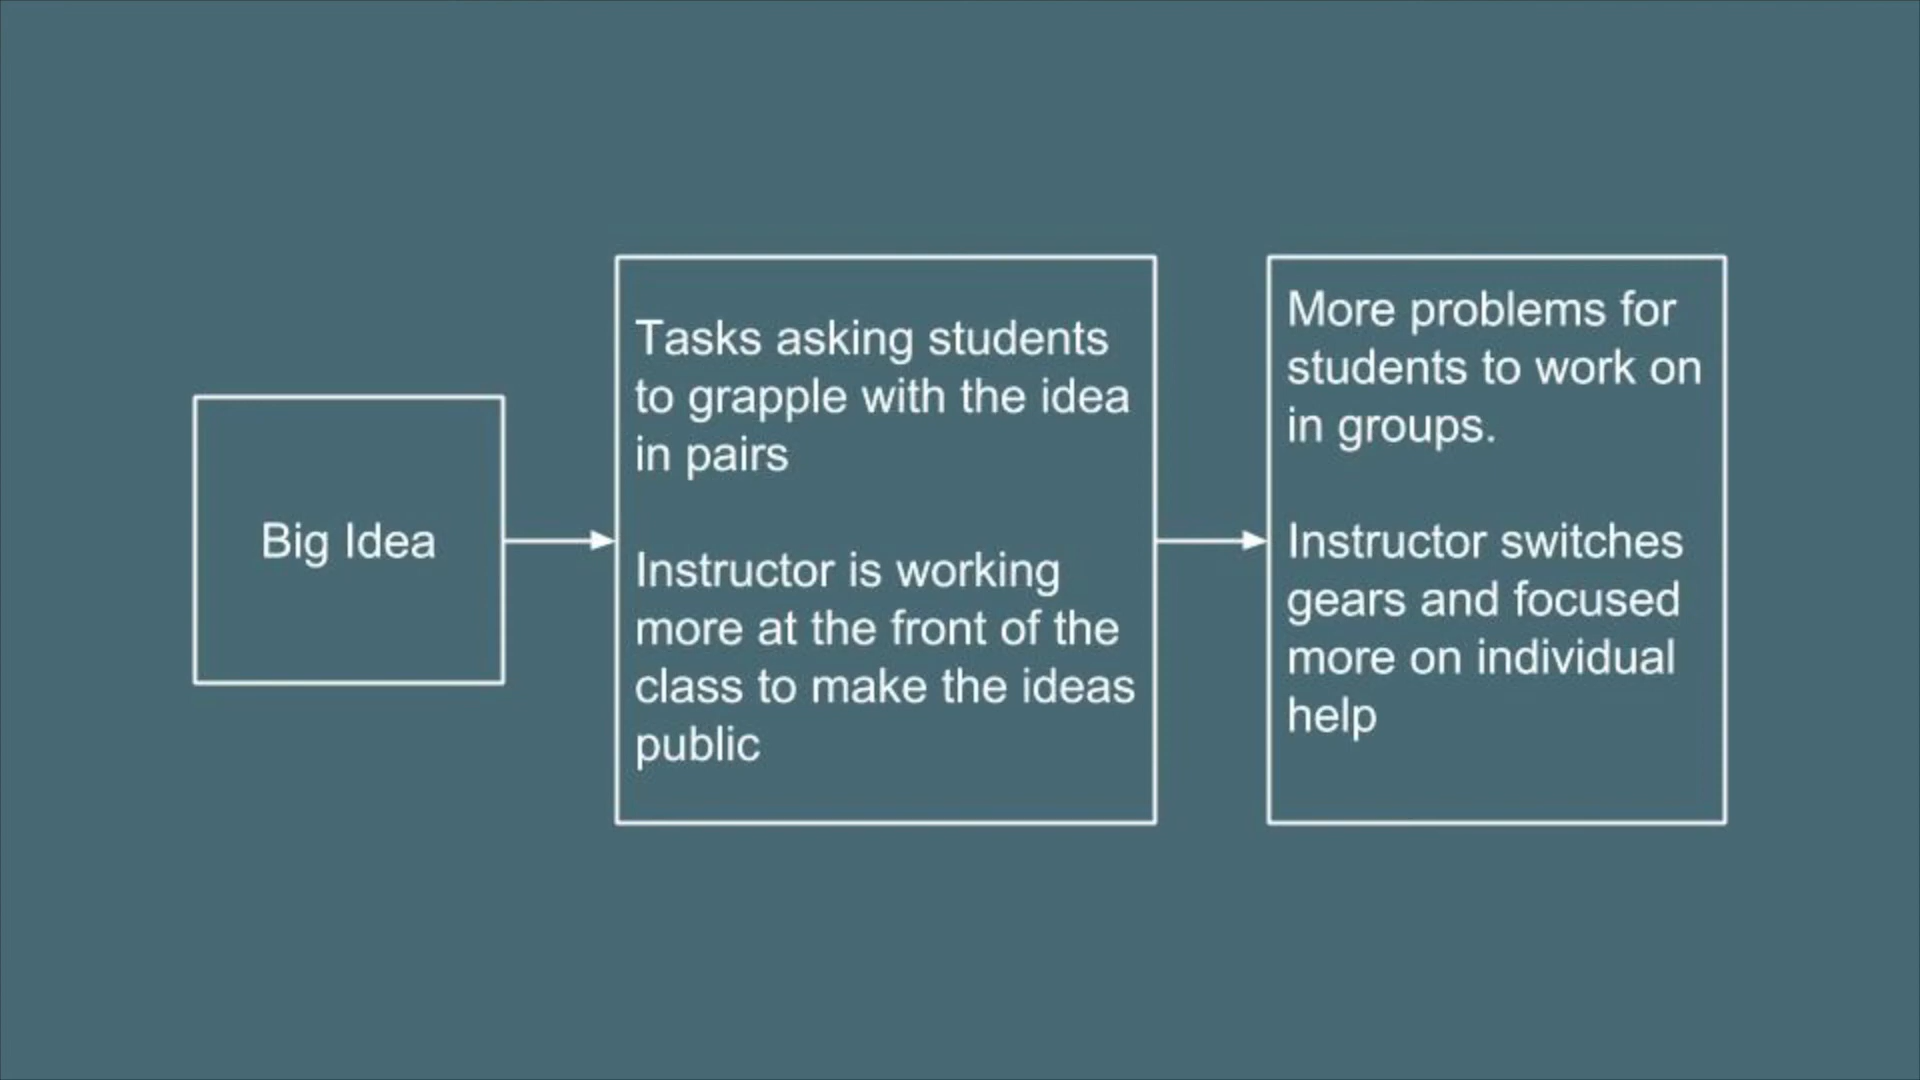 Big Idea
Tasks asking students
to grapple with the idea
in pairs
Instructor is working
more at the front of the
class to make the ideas
public
More problems for
students to work on
in groups.
Instructor switches
gears and focused
more on individual
help